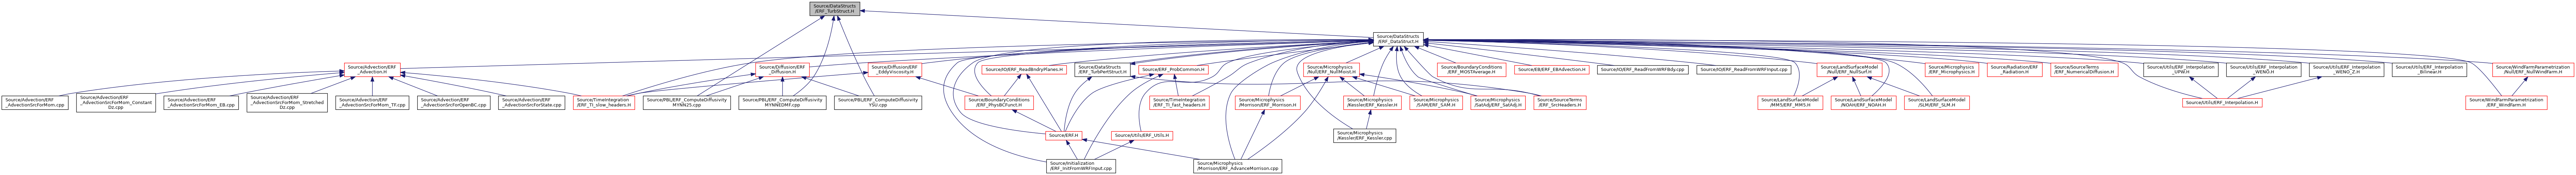 Source/DataStructs
/ERF_TurbStruct.H
Source/DataStructs
/ERF_DataStruct.H
Source/Advection/ERF
_Advection.H
Source/Diffusion/ERF
_Diffusion.H
Source/Diffusion/ERF
_EddyViscosity.H
Source/IO/ERF_ReadBndryPlanes.H
Source/DataStructs
/ERF_TurbPertStruct.H
Source/ERF_ProbCommon.H
Source/Microphysics
/Null/ERF_NullMoist.H
Source/BoundaryConditions
/ERF_MOSTAverage.H
Source/EB/ERF_EBAdvection.H
Source/IO/ERF_ReadFromWRFBdy.cpp
Source/IO/ERF_ReadFromWRFInput.cpp
Source/LandSurfaceModel
/Null/ERF_NullSurf.H
Source/Microphysics
/ERF_Microphysics.H
Source/Radiation/ERF
_Radiation.H
Source/SourceTerms
/ERF_NumericalDiffusion.H
Source/Utils/ERF_Interpolation
_UPW.H
Source/Utils/ERF_Interpolation
_WENO.H
Source/Utils/ERF_Interpolation
_WENO_Z.H
Source/Utils/ERF_Interpolation
_Bilinear.H
Source/WindFarmParametrization
/Null/ERF_NullWindFarm.H
Source/Advection/ERF
_AdvectionSrcForMom.cpp
Source/Advection/ERF
_AdvectionSrcForMom_Constant
Dz.cpp
Source/Advection/ERF
_AdvectionSrcForMom_EB.cpp
Source/Advection/ERF
_AdvectionSrcForMom_Stretched
Dz.cpp
Source/Advection/ERF
_AdvectionSrcForMom_TF.cpp
Source/Advection/ERF
_AdvectionSrcForOpenBC.cpp
Source/Advection/ERF
_AdvectionSrcForState.cpp
Source/TimeIntegration
/ERF_TI_slow_headers.H
Source/PBL/ERF_ComputeDiffusivity
MYNN25.cpp
Source/PBL/ERF_ComputeDiffusivity
MYNNEDMF.cpp
Source/PBL/ERF_ComputeDiffusivity
YSU.cpp
Source/BoundaryConditions
/ERF_PhysBCFunct.H
Source/TimeIntegration
/ERF_TI_fast_headers.H
Source/Microphysics
/Morrison/ERF_Morrison.H
Source/Microphysics
/Kessler/ERF_Kessler.H
Source/Microphysics
/SAM/ERF_SAM.H
Source/Microphysics
/SatAdj/ERF_SatAdj.H
Source/SourceTerms
/ERF_SrcHeaders.H
Source/LandSurfaceModel
/MM5/ERF_MM5.H
Source/LandSurfaceModel
/NOAH/ERF_NOAH.H
Source/LandSurfaceModel
/SLM/ERF_SLM.H
Source/Utils/ERF_Interpolation.H
Source/WindFarmParametrization
/ERF_WindFarm.H
Source/ERF.H
Source/Utils/ERF_Utils.H
Source/Microphysics
/Kessler/ERF_Kessler.cpp
Source/Initialization
/ERF_InitFromWRFInput.cpp
Source/Microphysics
/Morrison/ERF_AdvanceMorrison.cpp